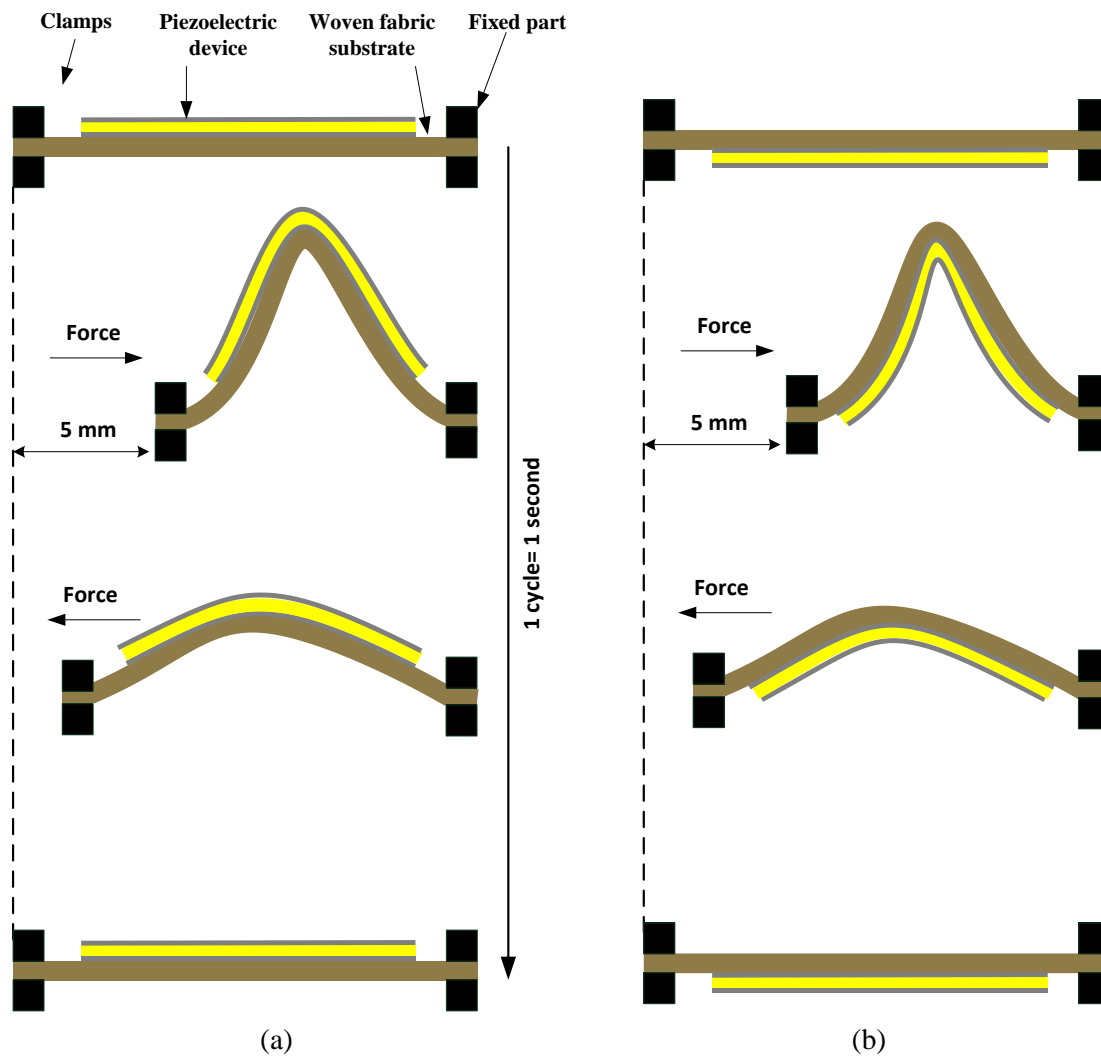 Clamps
Piezoelectric
device
Woven fabric
substrate
Fixed part
Force
5 mm
Force
1 cycle= 1 second
Force
5 mm
Force
(a)
(b)